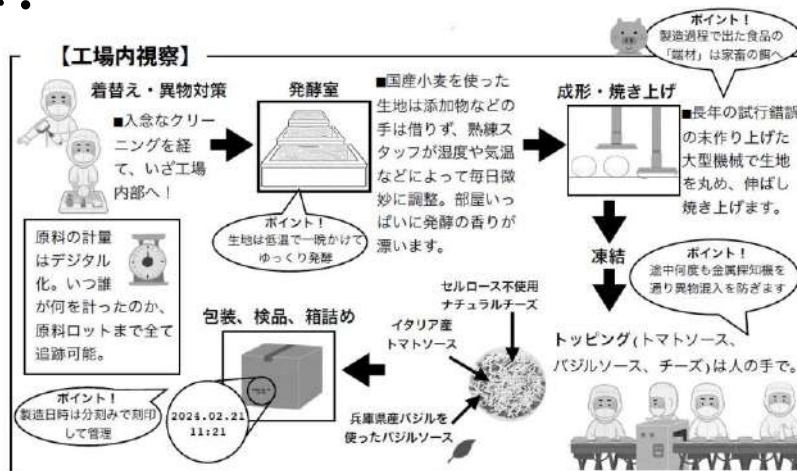 【工場内視察】
着替え・異物対策
■入念なクリー
ニングを経
て、いざ工場
内部へ！
原料の計量
はデジタル
化。いつ誰
が何を計ったのか、
原料ロットまで全て
追跡可能。
発酵室
ポイント！
生地は低温で一晩かけて
ゆっくり発酵
■国産小麦を使った
生地は添加物などの
手は借りず、熟練ス
タッフが湿度や気温
などによって毎日微
妙に調整。部屋いっ
ぱいに発酵の香りが
漂います。
成形・焼き上げ
ポイント！
製造過程で出た食品の
「端材」は家畜の餌へ
■長年の試行錯誤
の末作り上げた
大型機械で生地
を丸め、伸ばし
焼き上げます。
凍結
ポイント！
途中何度も金属探知機を
通り異物混入を防ぎます
トッピング(トマトソース、
バジルソース、チーズ)は人の手で。
セルロース不使用
ナチュラルチーズ
イタリア産
トマトソース
兵庫県産バジルを
使ったバジルソース
包装、検品、箱詰め
2024.02.21
11:21
ポイント！
製造日時は分刻みで刻印
して管理